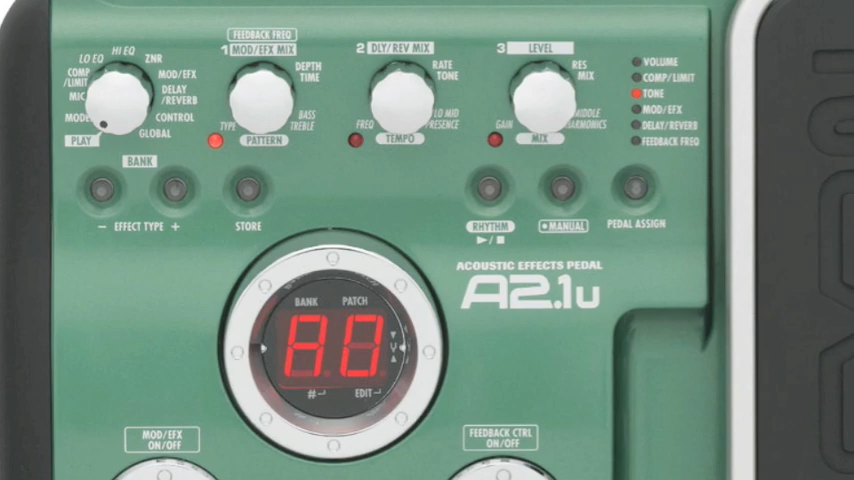 FEEDBACK FREQ
1 MOD/EFX MIX
2 DLY/REV MIX
3 LEVEL
HI EQ
LO EQ
ZNR
COMP
/LIMIT
MOD/EFX
MIC
DELAY
/REVERB
MODE
CONTROL
PLAY
GLOBAL
DEPTH
TIME
TYPE
BASS
TREBLE
PATTERN
RATE
TONE
FREQ
LO MID
PRESENCE
TEMPO
RES
MIX
GAIN
MIDDLE
HARMONICS
MIX
VOLUME
COMP/LIMIT
TONE
MOD/EFX
DELAY/REVERB
FEEDBACK FREQ
BANK
- EFFECT TYPE +
STORE
RHYTHM
MANUAL
PEDAL ASSIGN
ACOUSTIC EFFECTS PEDAL
A2.1u
BANK PATCH
A0
# EDIT
MOD/EFX
ON/OFF
FEEDBACK CTRL
ON/OFF